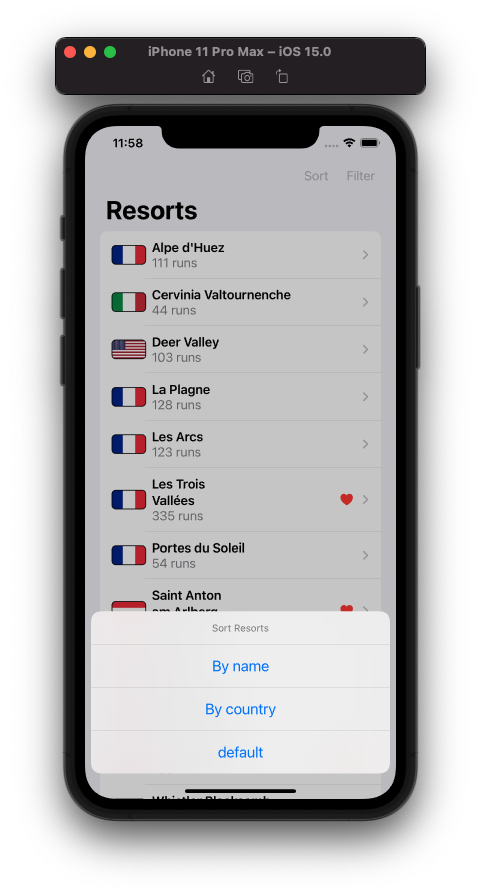 iPhone 11 Pro Max – iOS 15.0
11:58
Sort Filter
Resorts
Alpe d'Huez
111 runs
Cervinia Valtournenche
44 runs
Deer Valley
103 runs
La Plagne
128 runs
Les Arcs
123 runs
Les Trois
Vallées
335 runs
Portes du Soleil
54 runs
Saint Anton
am Arlberg
Sort Resorts
By name
By country
default